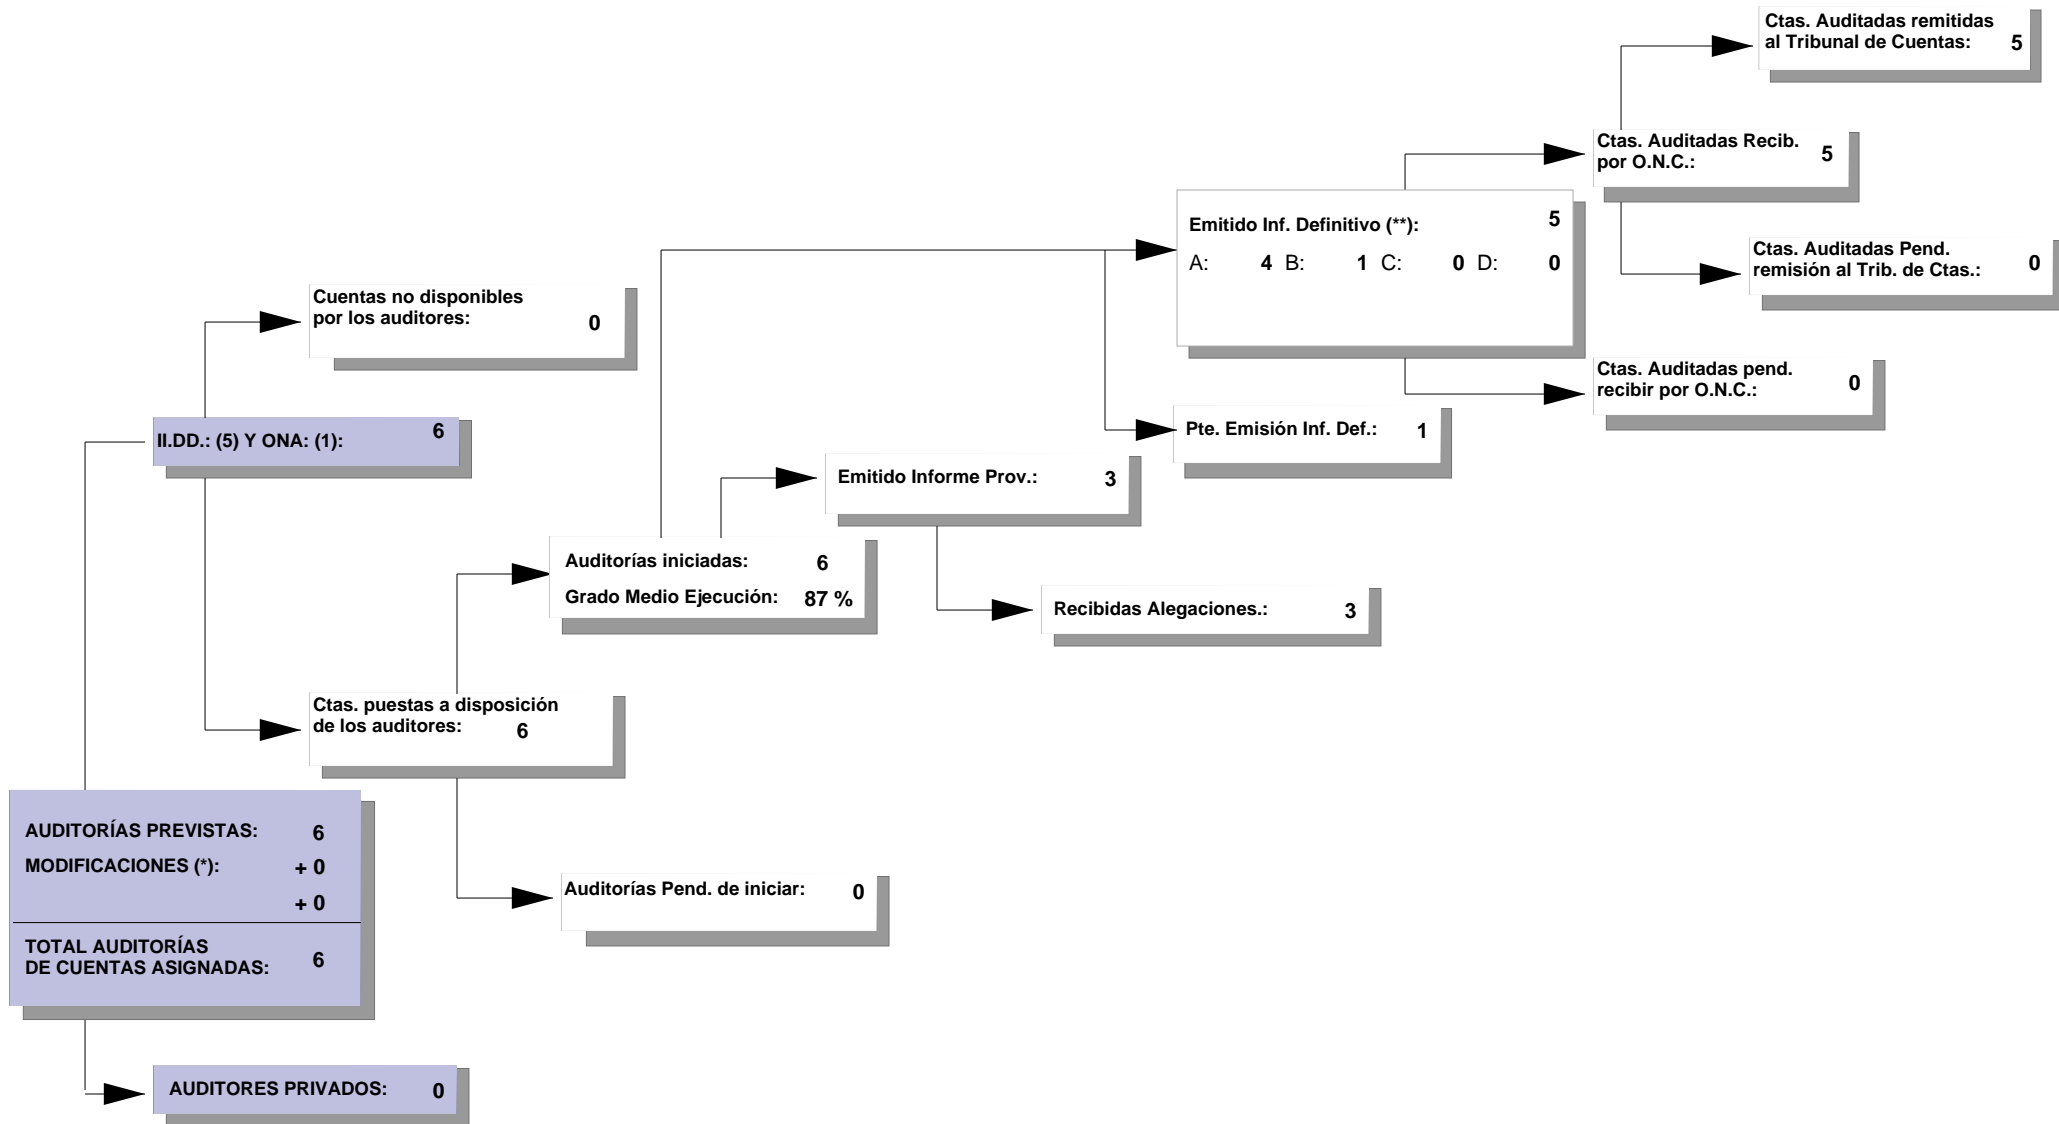 Ctas. Auditadas remitidas
al Tribunal de Cuentas: 5
Ctas. Auditadas Recib.
por O.N.C.: 5
Emitido Inf. Definitivo (**): 5
A: 4 B: 1 C: 0 D: 0
Ctas. Auditadas Pend.
remisión al Trib. de Ctas.: 0
Cuentas no disponibles
por los auditores: 0
Ctas. Auditadas pend.
recibir por O.N.C.: 0
II.DD.: (5) Y ONA: (1): 6
Pte. Emisión Inf. Def.: 1
Emitido Informe Prov.: 3
Auditorías iniciadas: 6
Grado Medio Ejecución: 87 %
Recibidas Alegaciones.: 3
Ctas. puestas a disposición
de los auditores: 6
AUDITORÍAS PREVISTAS: 6
MODIFICACIONES (*): + 0
+ 0
TOTAL AUDITORÍAS
DE CUENTAS ASIGNADAS: 6
Auditorías Pend. de iniciar: 0
AUDITORES PRIVADOS: 0